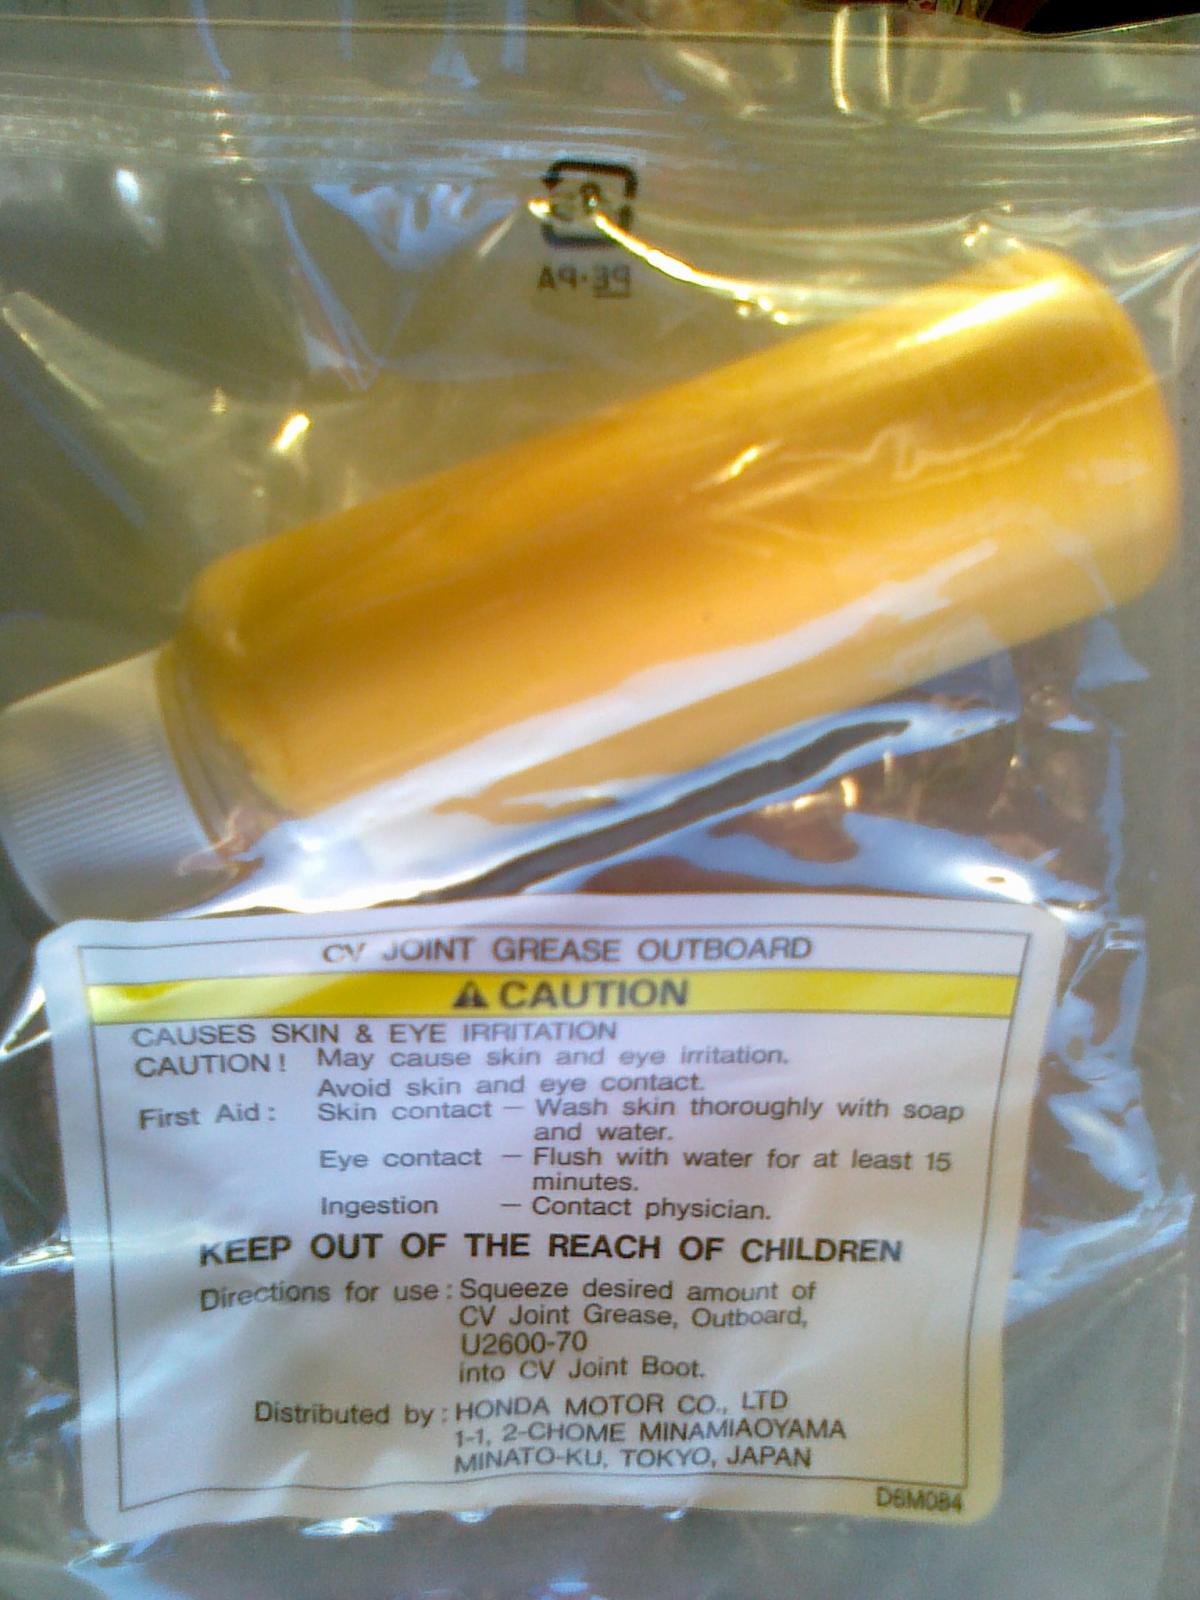 PE·PA
CV JOINT GREASE OUTBOARD
CAUTION
CAUSES SKIN & EYE IRRITATION
CAUTION! May cause skin and eye irritation.
Avoid skin and eye contact.
First Aid: Skin contact — Wash skin thoroughly with soap
and water.
Eye contact — Flush with water for at least 15
minutes.
Ingestion — Contact physician.
KEEP OUT OF THE REACH OF CHILDREN
Directions for use: Squeeze desired amount of
CV Joint Grease, Outboard,
U2600-70
into CV Joint Boot.
Distributed by: HONDA MOTOR CO., LTD
1-1, 2-CHOME MINAMIAOYAMA
MINATO-KU, TOKYO, JAPAN
D6M084